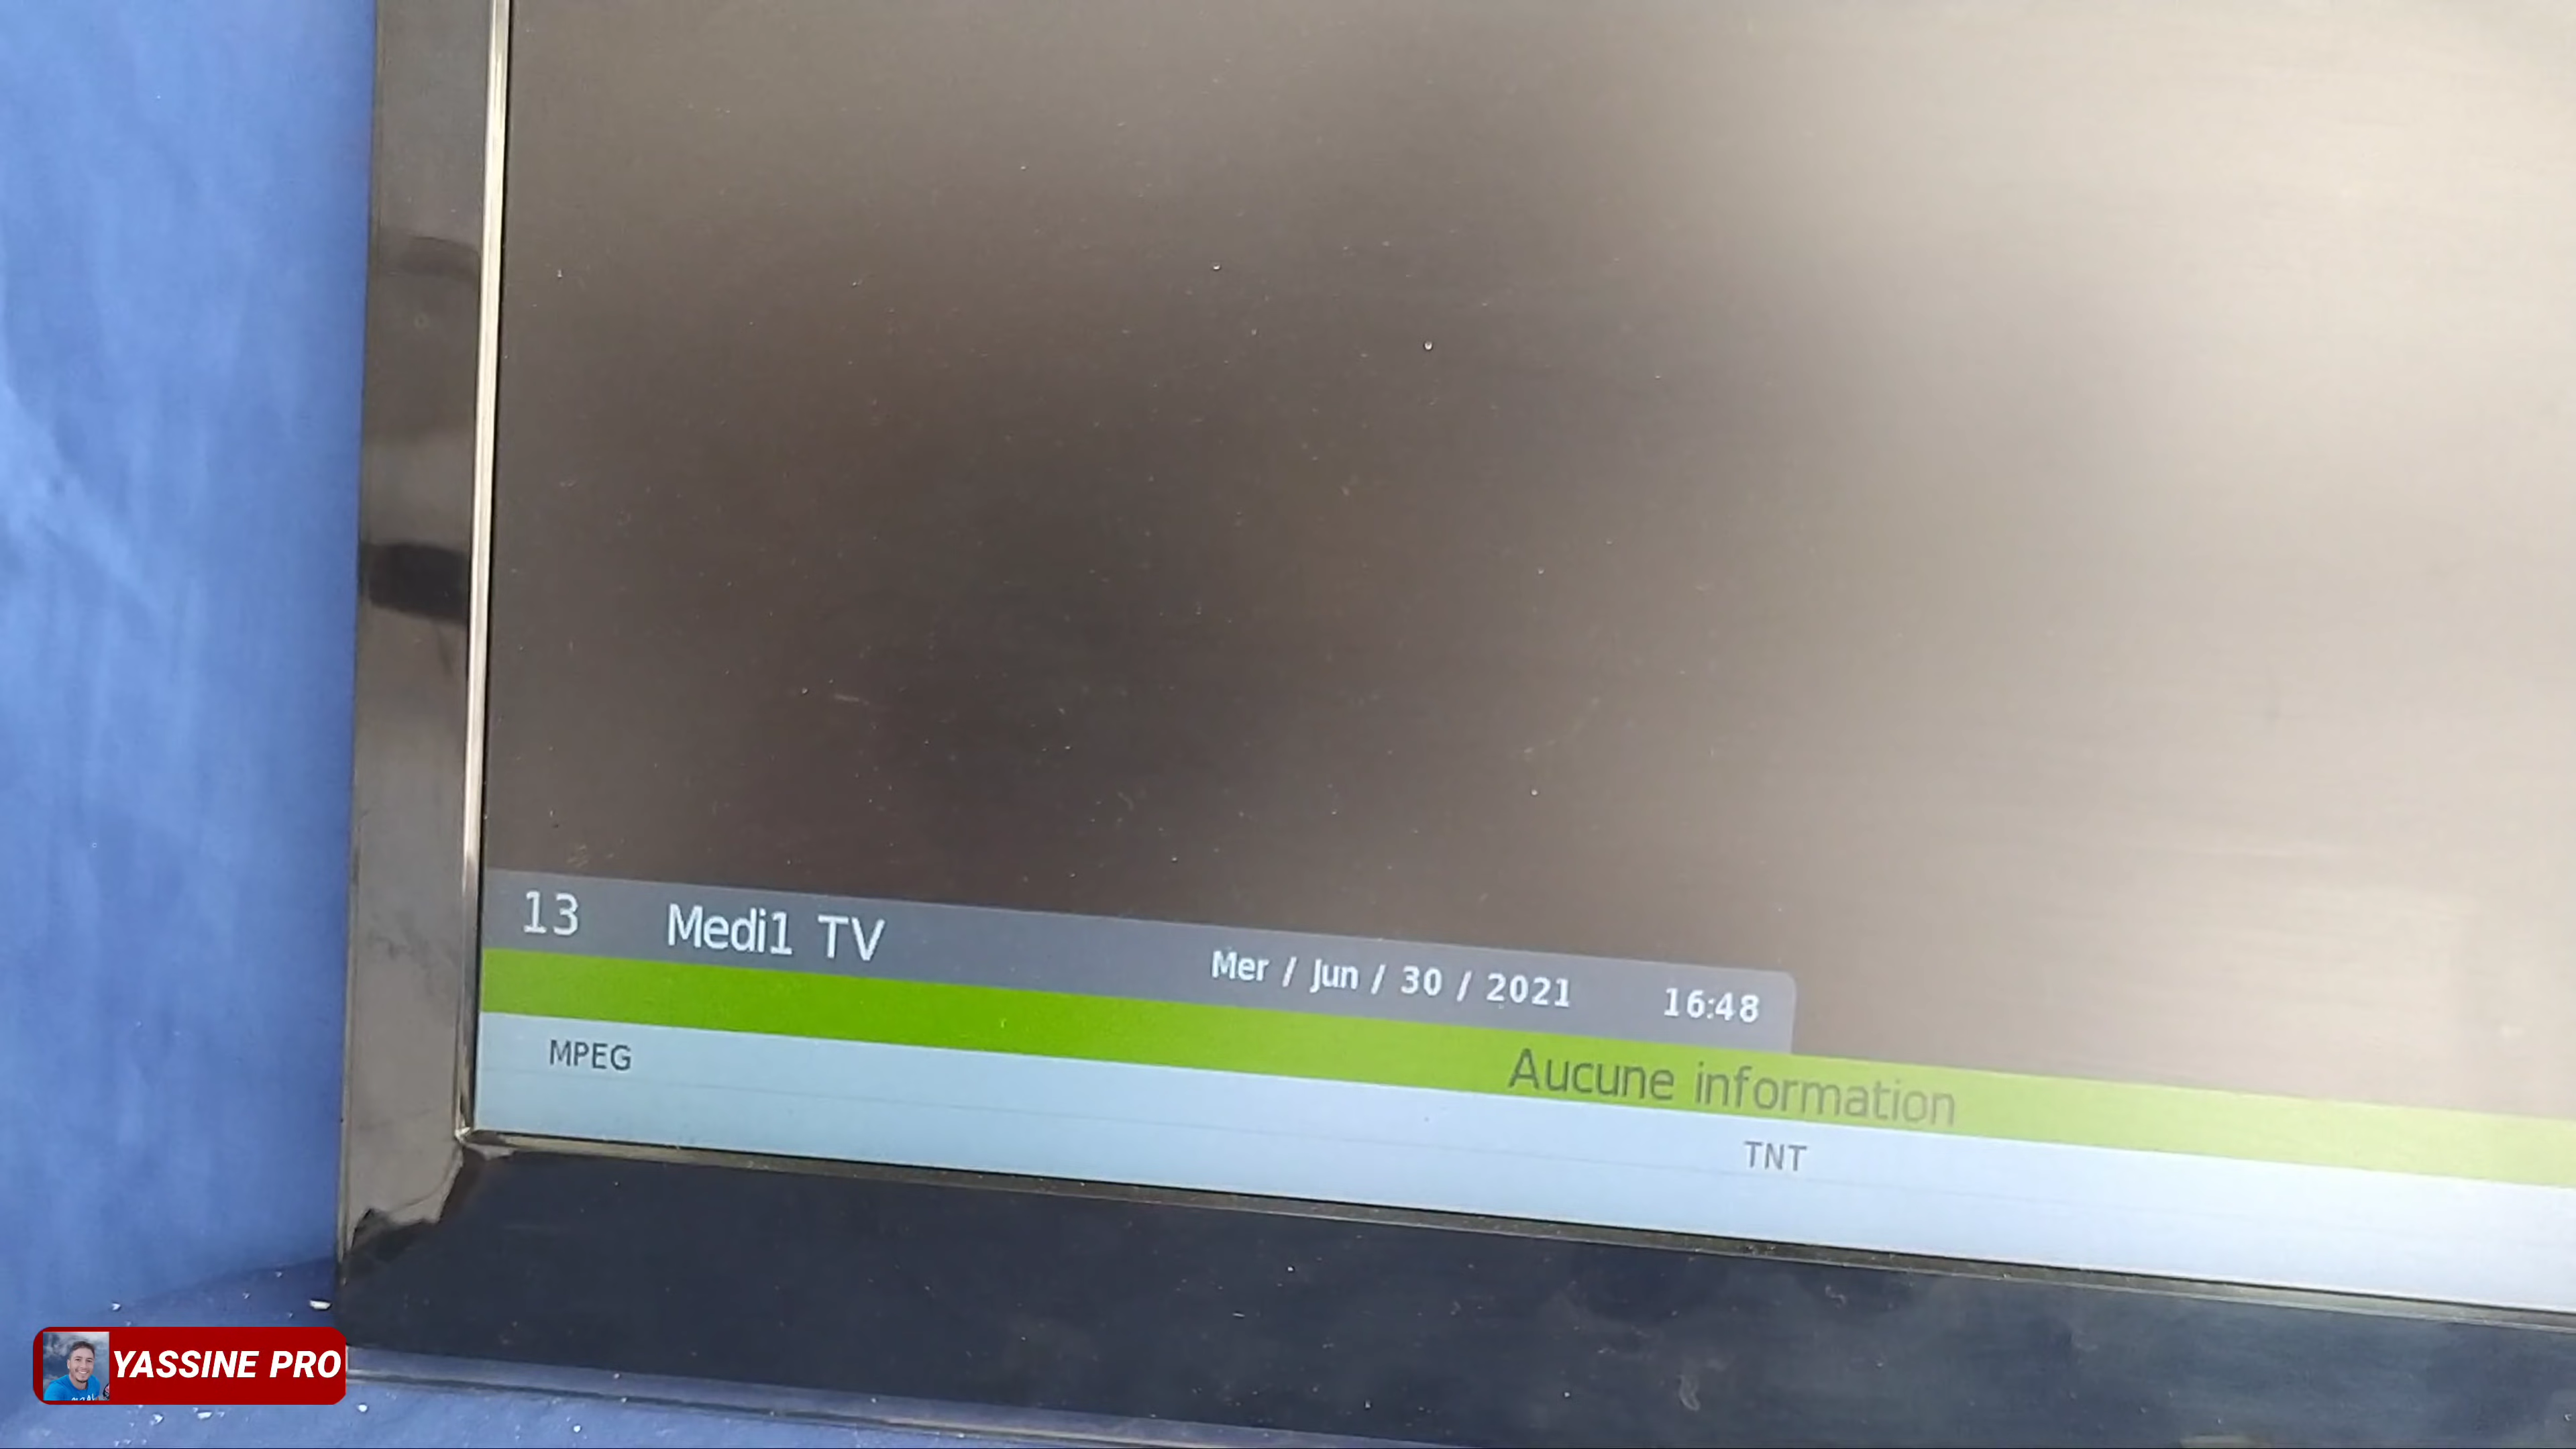 13 Medi1 TV Mer / Jun / 30 / 2021 16:48
Aucune information
MPEG TNT
YASSINE PRO